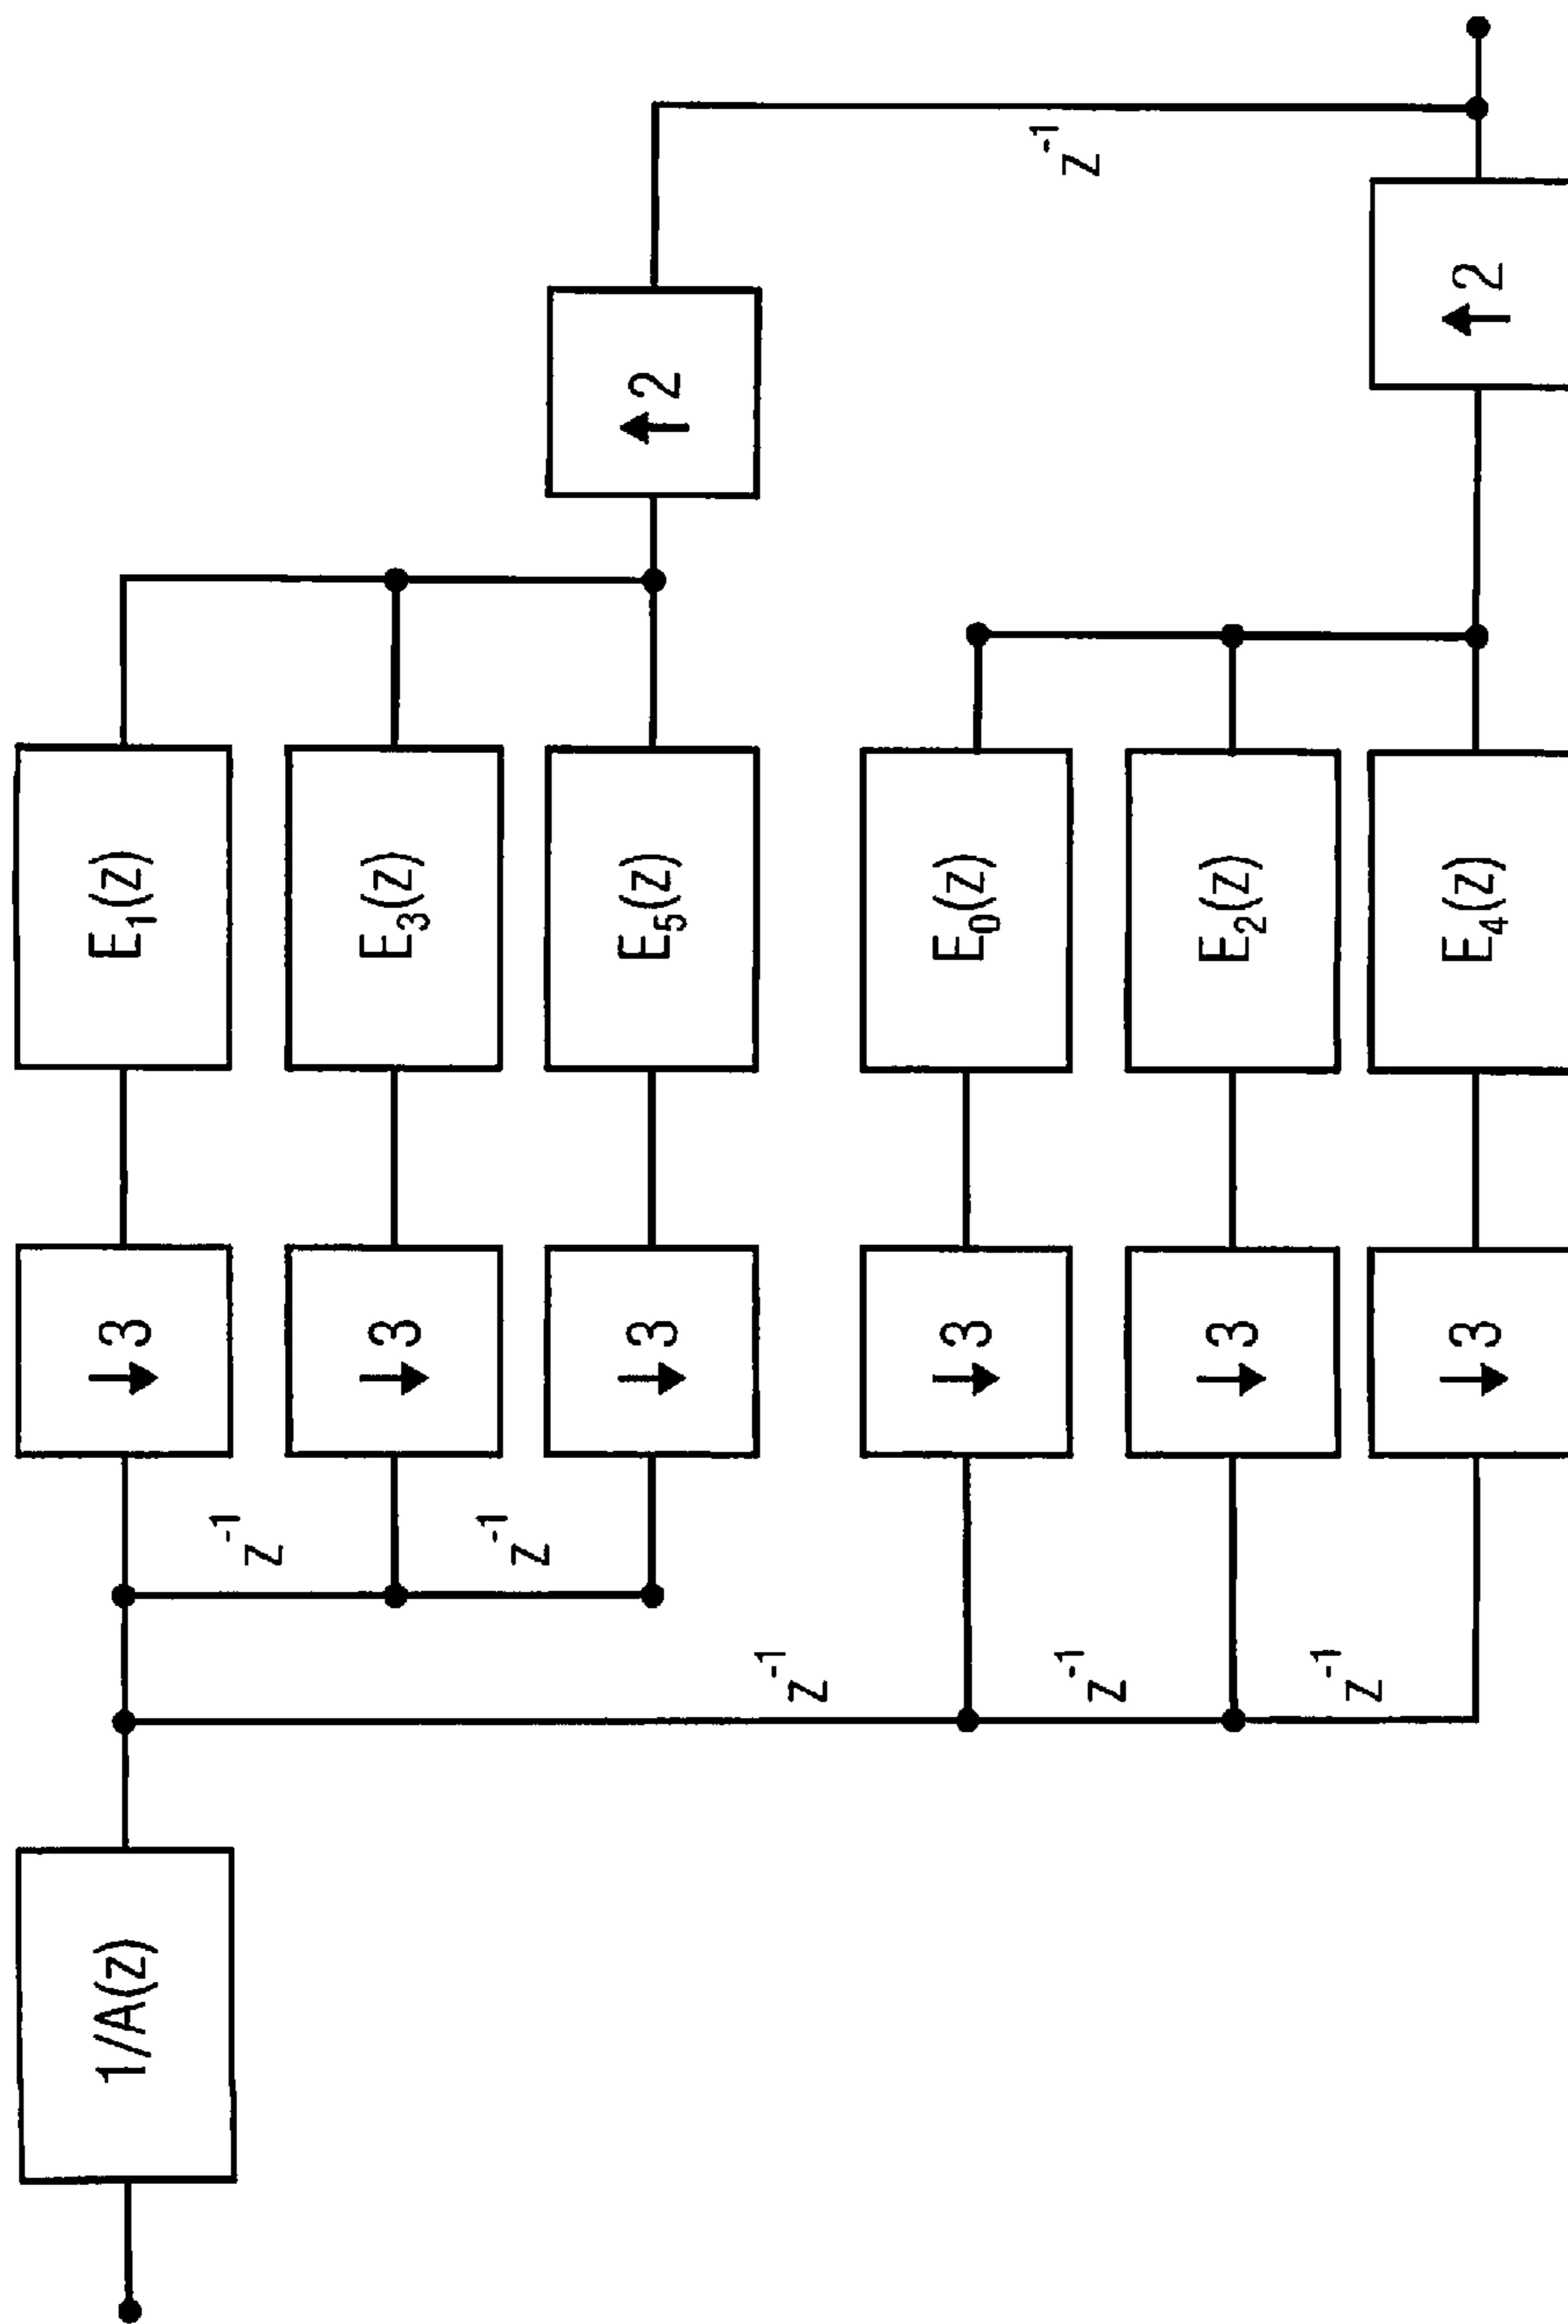 1/A(z)
z-1
z-1
z-1
z-1
z-1
↓3
↓3
↓3
↓3
↓3
↓3
E1(z)
E3(z)
E5(z)
E0(z)
E2(z)
E4(z)
↑2
↑2
z-1